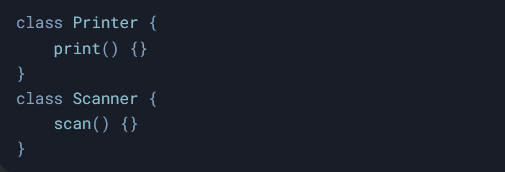 class Printer {
    print() {}
}
class Scanner {
    scan() {}
}